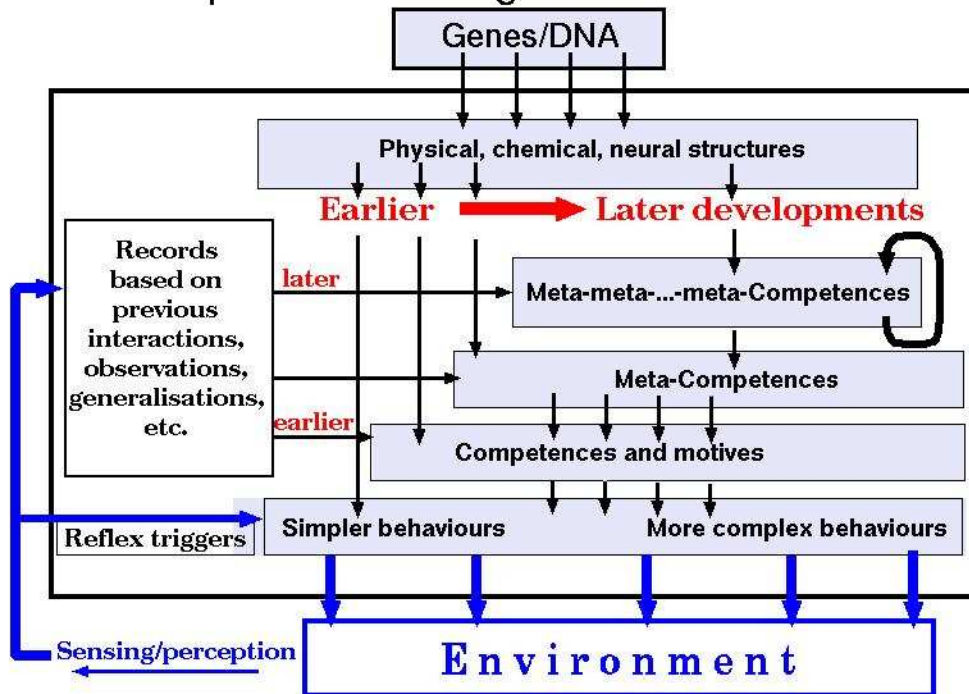 Genes/DNA
Physical, chemical, neural structures
Earlier
Later developments
Records
based on
previous
interactions,
observations,
generalisations,
etc.
later
Meta-meta-...-meta-Competences
Meta-Competences
earlier
Competences and motives
Simpler behaviours
More complex behaviours
Reflex triggers
Sensing/perception
Environment